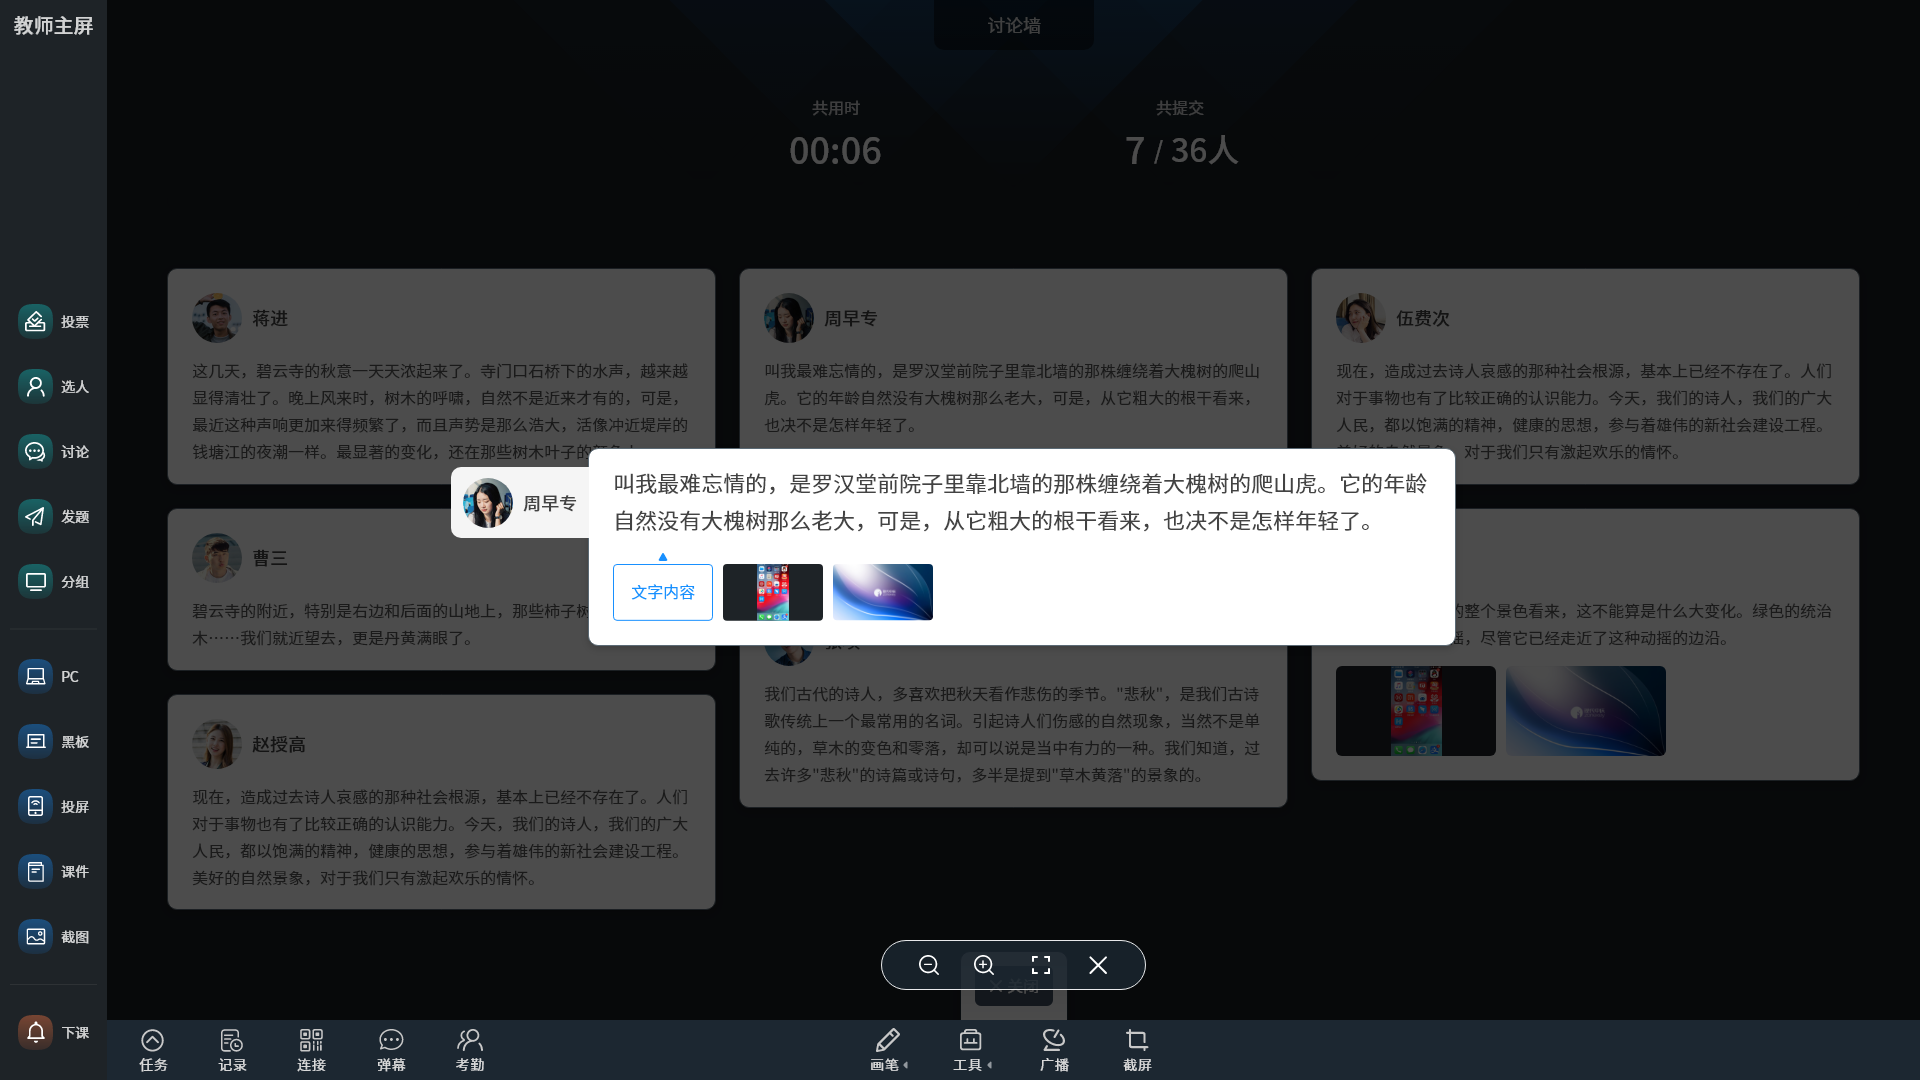 教师主屏
讨论墙
共用时
00:06
共提交
7 / 36人
投票
选人
讨论
发题
分组
PC
黑板
投屏
课件
截图
下课
蒋进
这几天，碧云寺的秋意一天天浓起来了。寺门口石桥下的水声，越来越
显得清壮了。晚上风来时，树木的呼啸，自然不是近来才有的，可是，
最近这种声响更加来得频繁了，而且声势是那么浩大，活像冲近堤岸的
钱塘江的夜潮一样。最显著的变化，还在那些树木叶子的
曹三
碧云寺的附近，特别是右边和后面的山地上，那些柿子树
木……我们就近望去，更是丹黄满眼了。
赵授高
现在，造成过去诗人哀感的那种社会根源，基本上已经不存在了。人们
对于事物也有了比较正确的认识能力。今天，我们的诗人，我们的广大
人民，都以饱满的精神，健康的思想，参与着雄伟的新社会建设工程。
美好的自然景象，对于我们只有激起欢乐的情怀。
周早专
叫我最难忘情的，是罗汉堂前院子里靠北墙的那株缠绕着大槐树的爬山
虎。它的年龄自然没有大槐树那么老大，可是，从它粗大的根干看来，
也决不是怎样年轻了。
周早专
叫我最难忘情的，是罗汉堂前院子里靠北墙的那株缠绕着大槐树的爬山虎。它的年龄
自然没有大槐树那么老大，可是，从它粗大的根干看来，也决不是怎样年轻了。
文字内容
我们古代的诗人，多喜欢把秋天看作悲伤的季节。"悲秋"，是我们古诗
歌传统上一个最常用的名词。引起诗人们伤感的自然现象，当然不是单
纯的，草木的变色和零落，却可以说是当中有力的一种。我们知道，过
去许多"悲秋"的诗篇或诗句，多半是提到"草木黄落"的景象的。
伍费次
现在，造成过去诗人哀感的那种社会根源，基本上已经不存在了。人们
对于事物也有了比较正确的认识能力。今天，我们的诗人，我们的广大
人民，都以饱满的精神，健康的思想，参与着雄伟的新社会建设工程。
美好的自然景象，对于我们只有激起欢乐的情怀。
的整个景色看来，这不能算是什么大变化。绿色的统治
摇，尽管它已经走近了这种动摇的边沿。
关闭
任务
记录
连接
弹幕
考勤
画笔
工具
广播
截屏